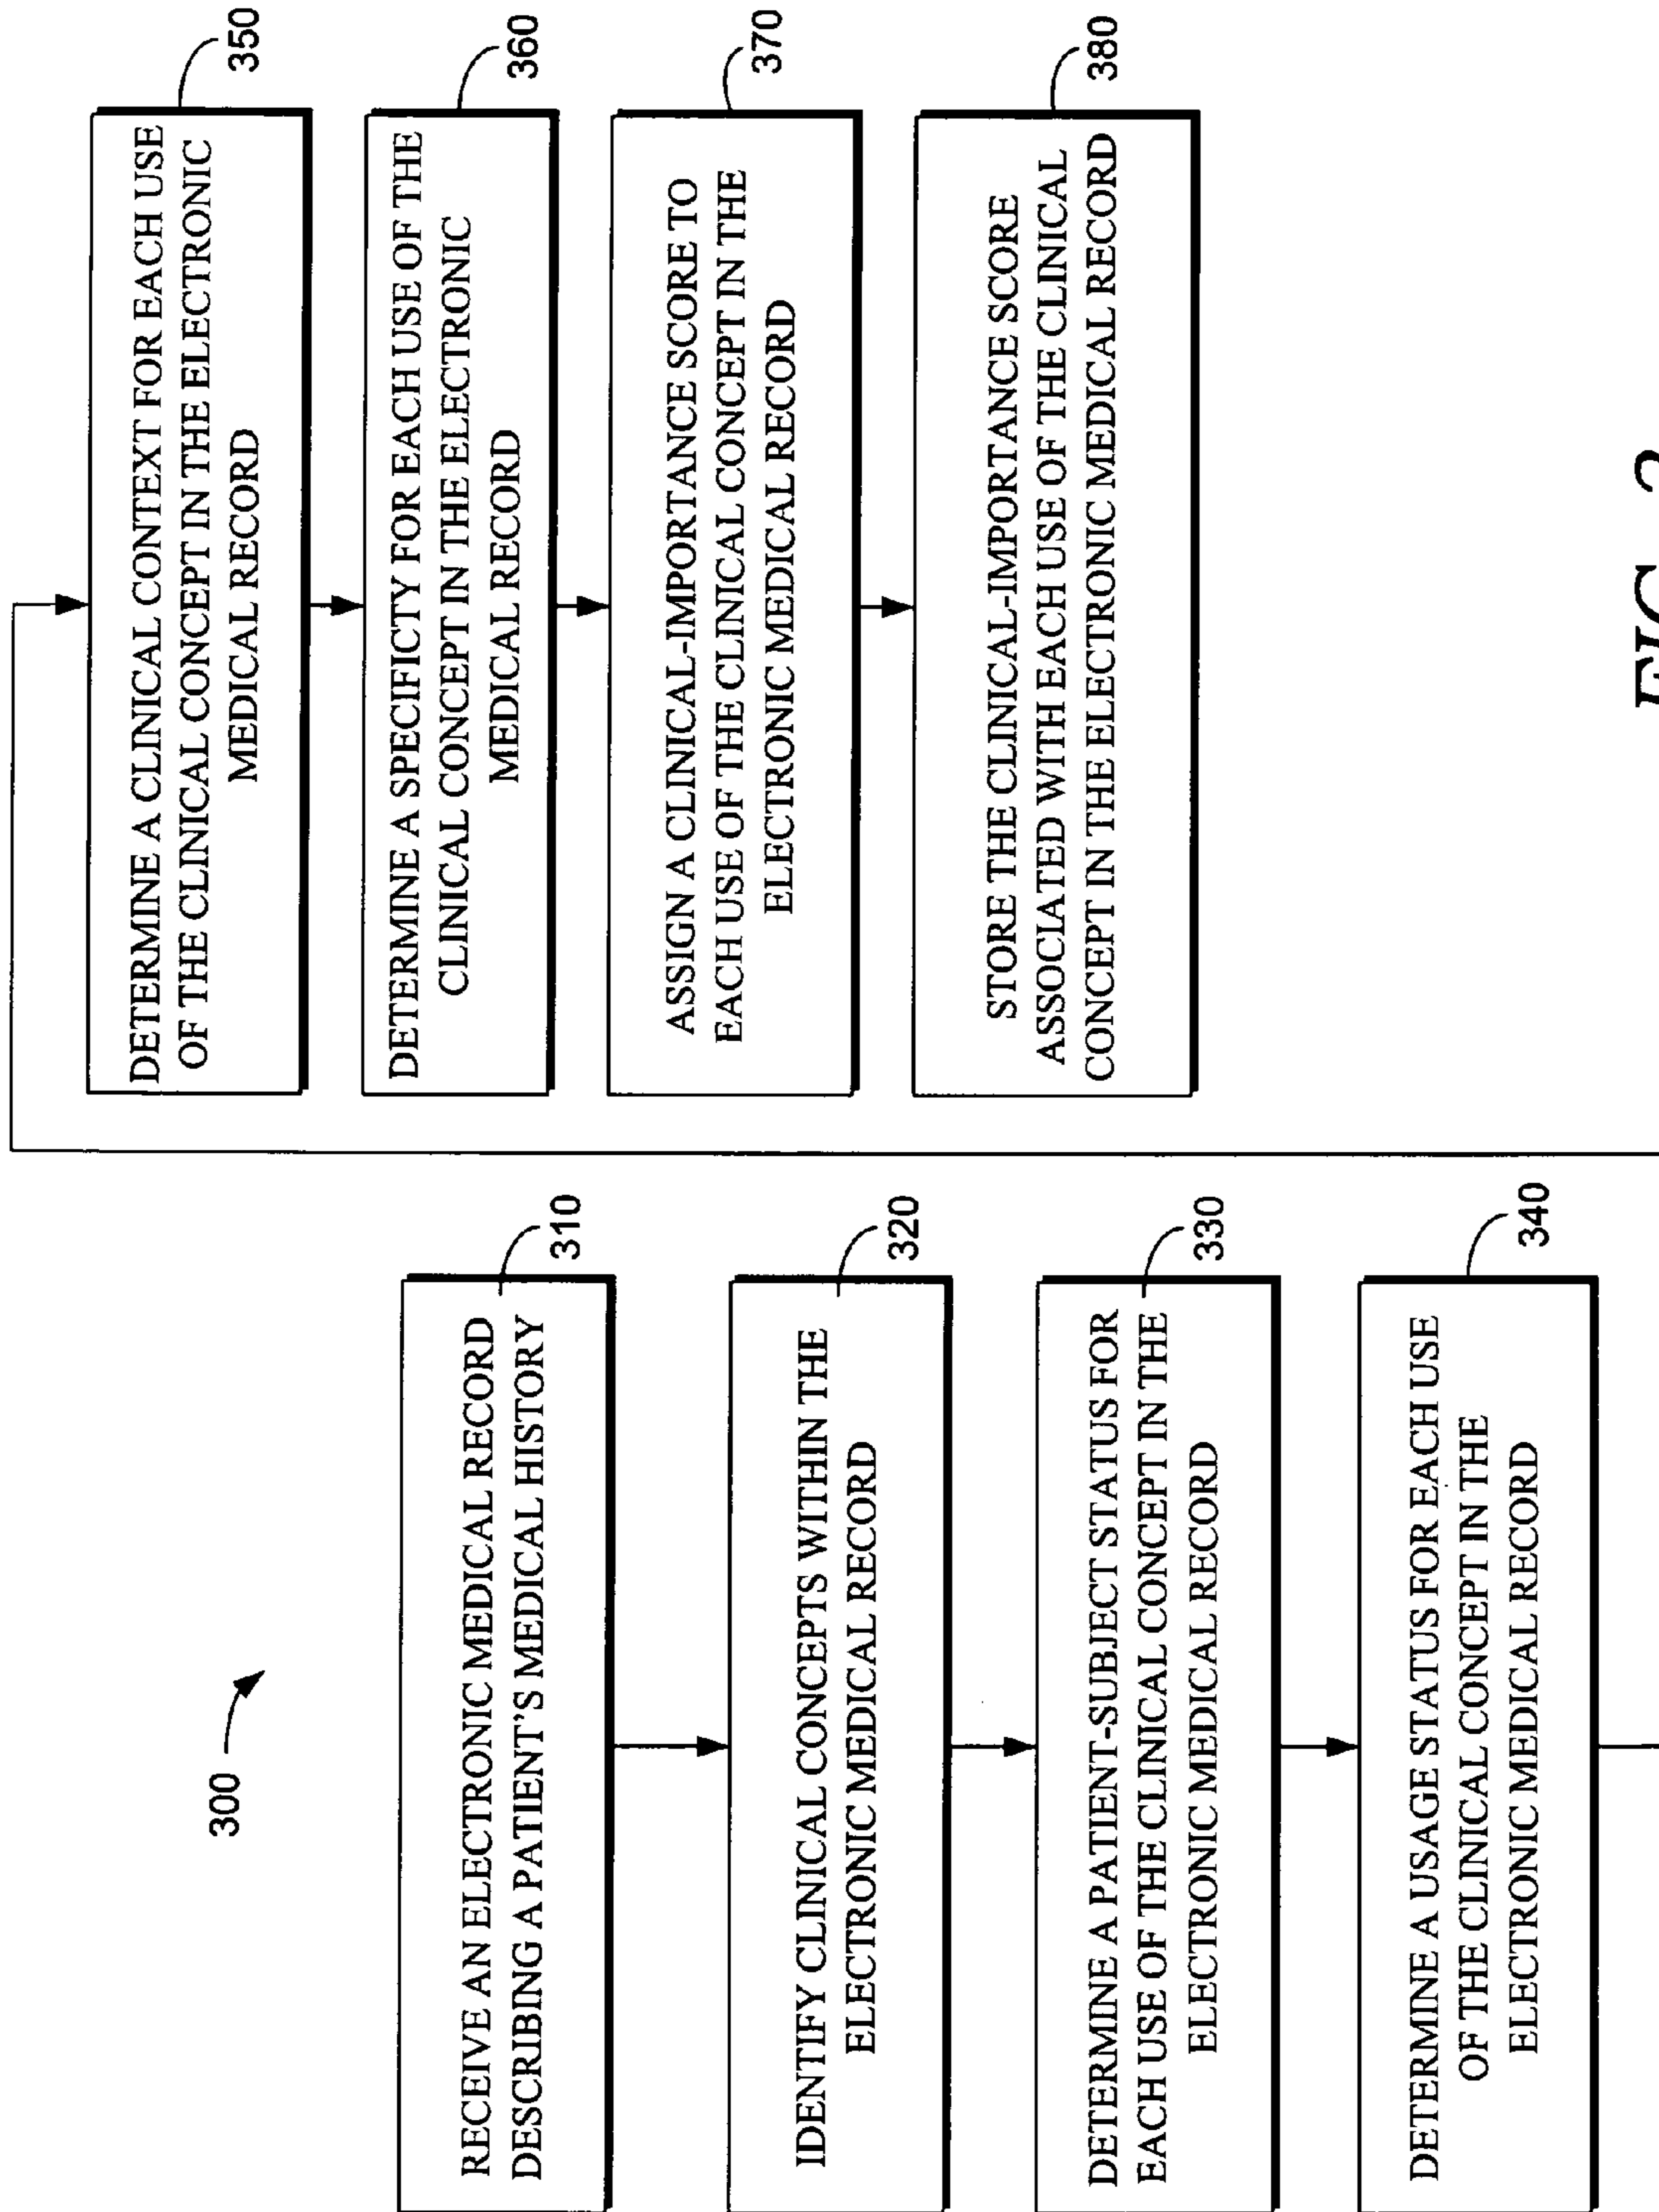 300
RECEIVE AN ELECTRONIC MEDICAL RECORD
DESCRIBING A PATIENT'S MEDICAL HISTORY
310
IDENTIFY CLINICAL CONCEPTS WITHIN THE
ELECTRONIC MEDICAL RECORD
320
DETERMINE A PATIENT-SUBJECT STATUS FOR
EACH USE OF THE CLINICAL CONCEPT IN THE
ELECTRONIC MEDICAL RECORD
330
DETERMINE A USAGE STATUS FOR EACH USE
OF THE CLINICAL CONCEPT IN THE
ELECTRONIC MEDICAL RECORD
340
DETERMINE A CLINICAL CONTEXT FOR EACH USE
OF THE CLINICAL CONCEPT IN THE ELECTRONIC
MEDICAL RECORD
350
DETERMINE A SPECIFICTY FOR EACH USE OF THE
CLINICAL CONCEPT IN THE ELECTRONIC
MEDICAL RECORD
360
ASSIGN A CLINICAL-IMPORTANCE SCORE TO
EACH USE OF THE CLINICAL CONCEPT IN THE
ELECTRONIC MEDICAL RECORD
370
STORE THE CLINICAL-IMPORTANCE SCORE
ASSOCIATED WITH EACH USE OF THE CLINICAL
CONCEPT IN THE ELECTRONIC MEDICAL RECORD
380
FIG.